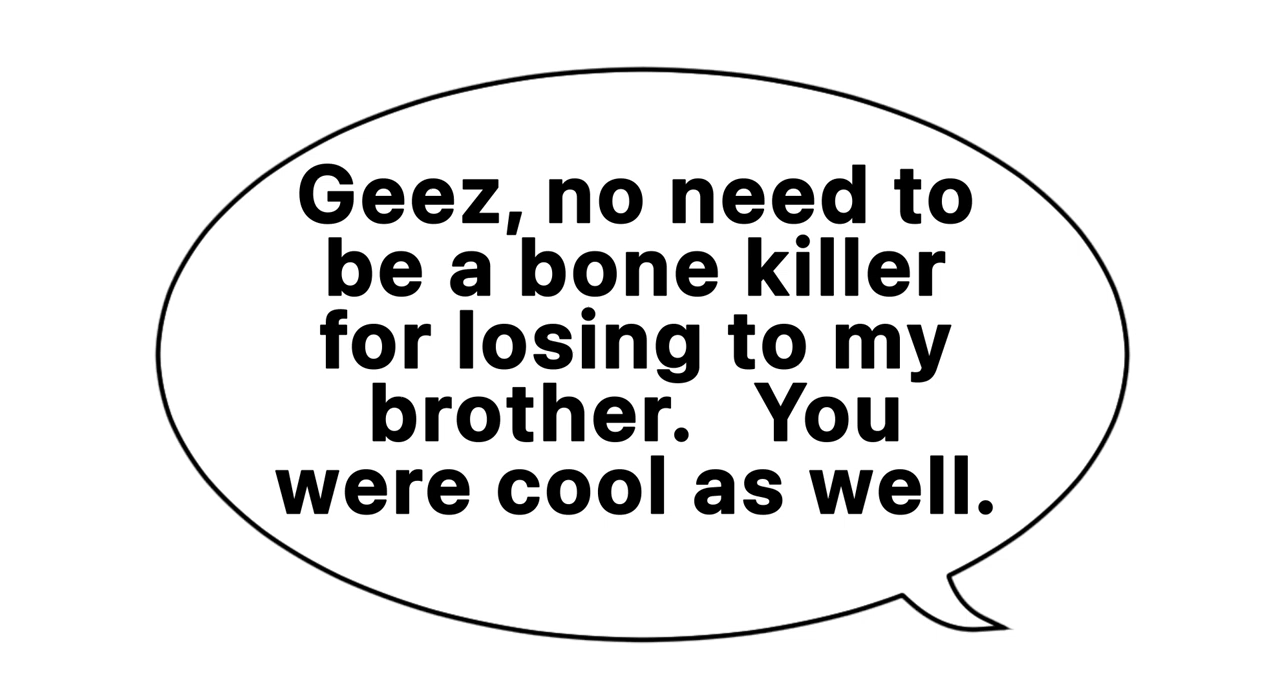 Geez, no need to
be a bone killer
for losing to my
brother.   You
were cool as well.